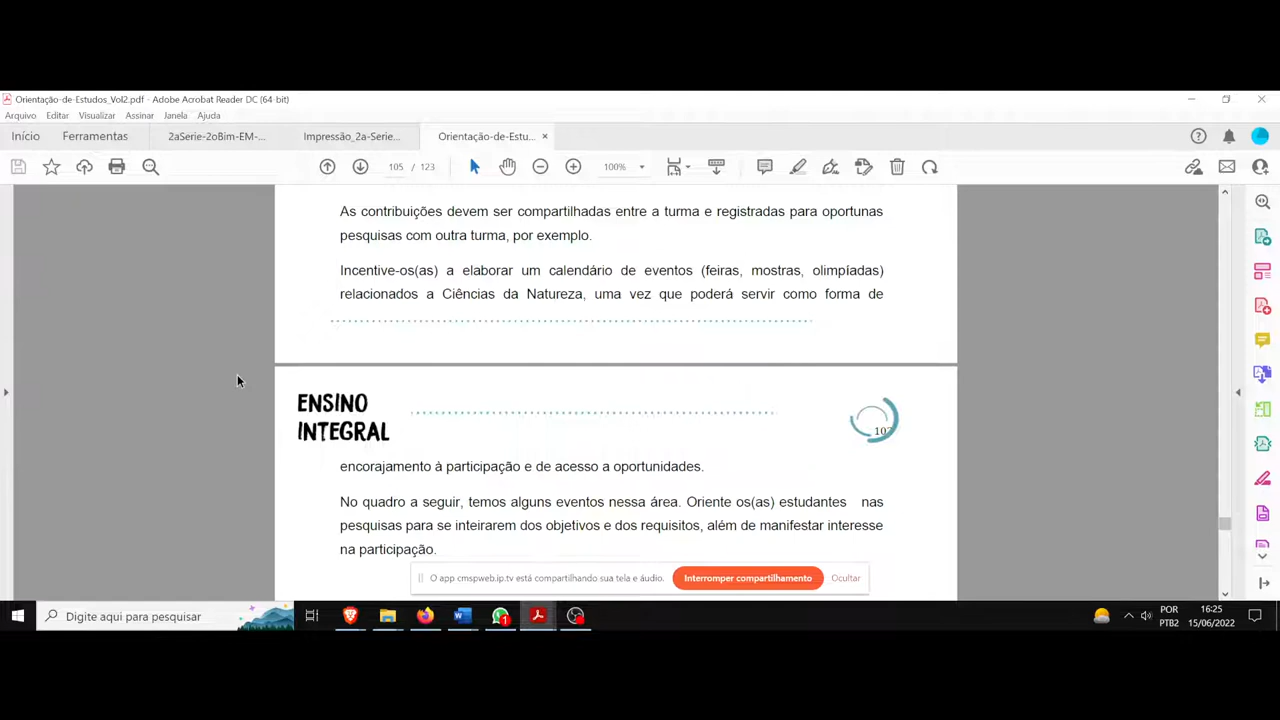 Orientação-de-Estudos_Vol2.pdf - Adobe Acrobat Reader DC (64-bit)
Arquivo Editar Visualizar Assinar Janela Ajuda
Início Ferramentas 2aSerie-2oBim-EM-... Impressão_2a-Serie... Orientação-de-Estu... ×
105 / 123 100%
As contribuições devem ser compartilhadas entre a turma e registradas para oportunas
pesquisas com outra turma, por exemplo.
Incentive-os(as) a elaborar um calendário de eventos (feiras, mostras, olimpíadas)
relacionados a Ciências da Natureza, uma vez que poderá servir como forma de
ENSINO
INTEGRAL
encorajamento à participação e de acesso a oportunidades.
No quadro a seguir, temos alguns eventos nessa área. Oriente os(as) estudantes nas
pesquisas para se inteirarem dos objetivos e dos requisitos, além de manifestar interesse
na participação.
O app cmspweb.ip.tv está compartilhando sua tela e áudio. Interromper compartilhamento Ocultar
Digite aqui para pesquisar
1
POR
PTB2
16:25
15/06/2022